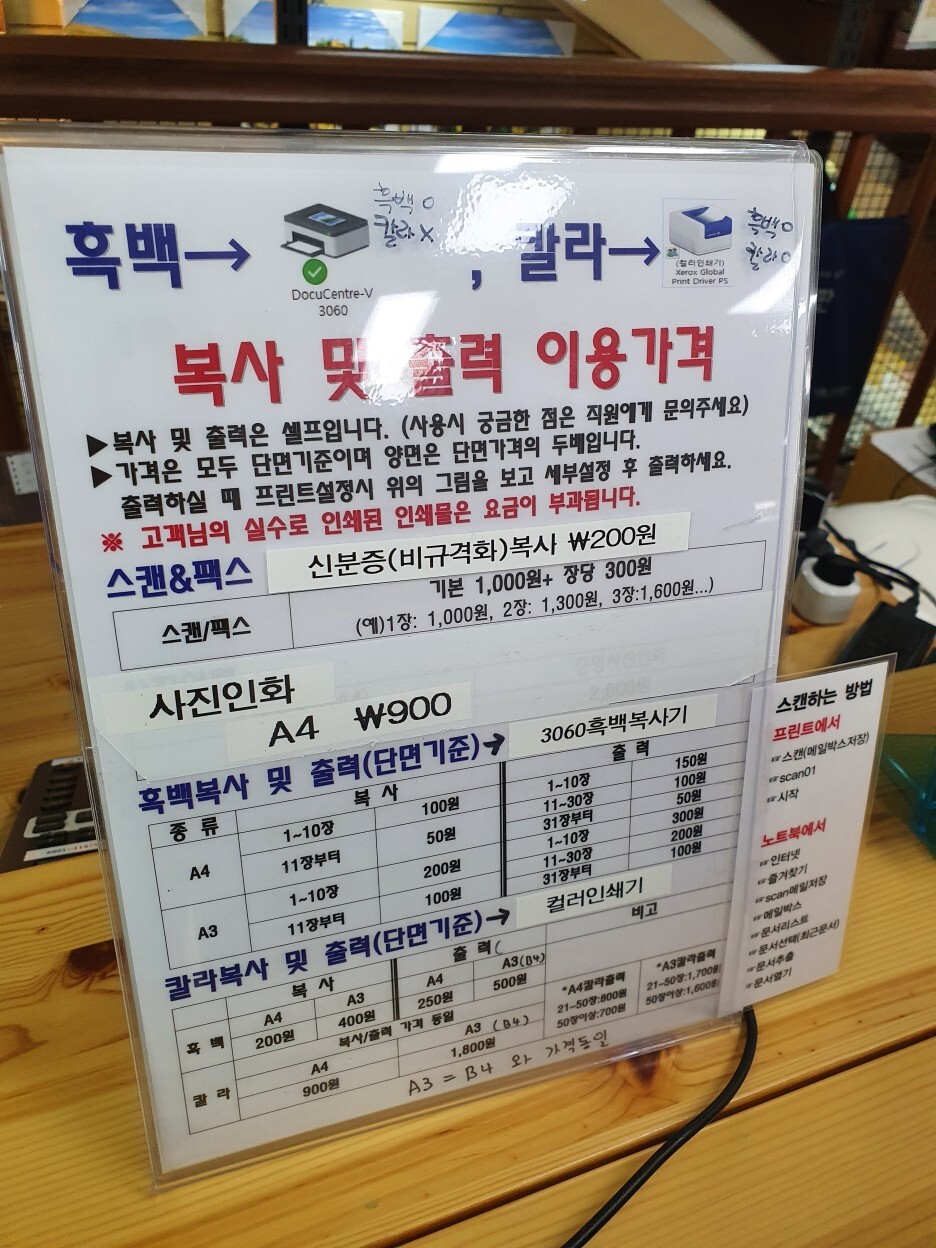 흑백→
흑백 O
칼라 X
DocuCentre-V
3060
, 칼라→
(컬러인쇄기)
Xerox Global
Print Driver PS
흑백 O
칼라 O
복사 및 출력 이용가격
▶복사 및 출력은 셀프입니다. (사용시 궁금한 점은 직원에게 문의주세요)
▶가격은 모두 단면기준이며 양면은 단면가격의 두배입니다.
출력하실 때 프린트설정시 위의 그림을 보고 세부설정 후 출력하세요.
※ 고객님의 실수로 인쇄된 인쇄물은 요금이 부과됩니다.
스캔&팩스
신분증(비규격화)복사 ₩200원
스캔/팩스
기본 1,000원+ 장당 300원
(예)1장: 1,000원, 2장: 1,300원, 3장:1,600원...)
사진인화
A4 ₩900
흑백복사 및 출력(단면기준)→
3060흑백복사기
종 류 복 사 출 력
A4 1~10장 100원 1~10장 150원
11장부터 50원 11~30장 100원
31장부터 50원
A3 1~10장 200원 1~10장 300원
11장부터 100원 11~30장 200원
31장부터 100원
칼라복사 및 출력(단면기준)→
컬러인쇄기
복 사 출 력( 비고
A4 A3 A4 A3(B4)
흑 백 200원 400원 250원 500원
복사/출력 가격 동일
A4 A3 (B4)
칼 라 900원 1,800원
*A4칼라출력
21~50장:800원
50장이상:700원
*A3칼라출력
21~50장:1,700원
50장이상:1,600원
A3 = B4 와 가격동일
스캔하는 방법
프린트에서
☞스캔(메일박스저장)
☞scan01
☞시작
노트북에서
☞인터넷
☞즐겨찾기
☞scan메일저장
☞메일박스
☞문서리스트
☞문서선택(최근문서)
☞문서추출
☞문서열기